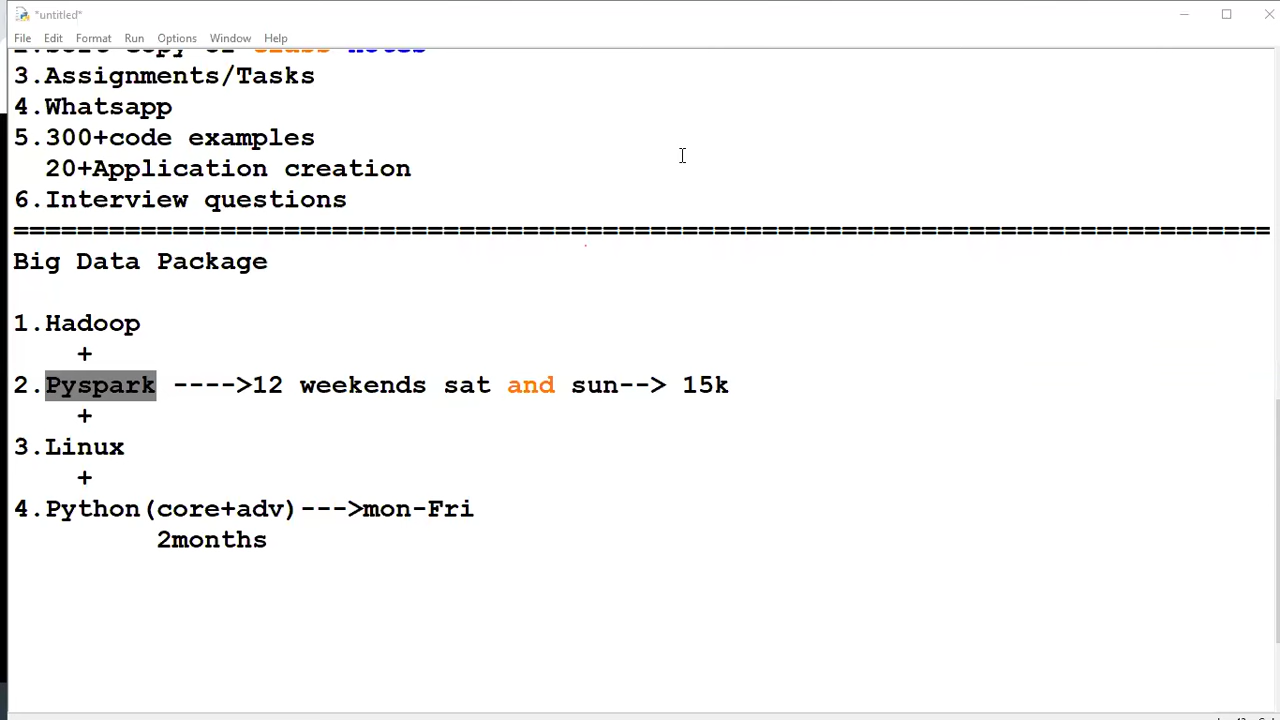 *untitled*
File Edit Format Run Options Window Help
class notes
3.Assignments/Tasks
4.Whatsapp
5.300+code examples
20+Application creation
6.Interview questions
===============================================================================
Big Data Package
1.Hadoop
+
2.Pyspark ---->12 weekends sat and sun--> 15k
+
3.Linux
+
4.Python(core+adv)--->mon-Fri
2months